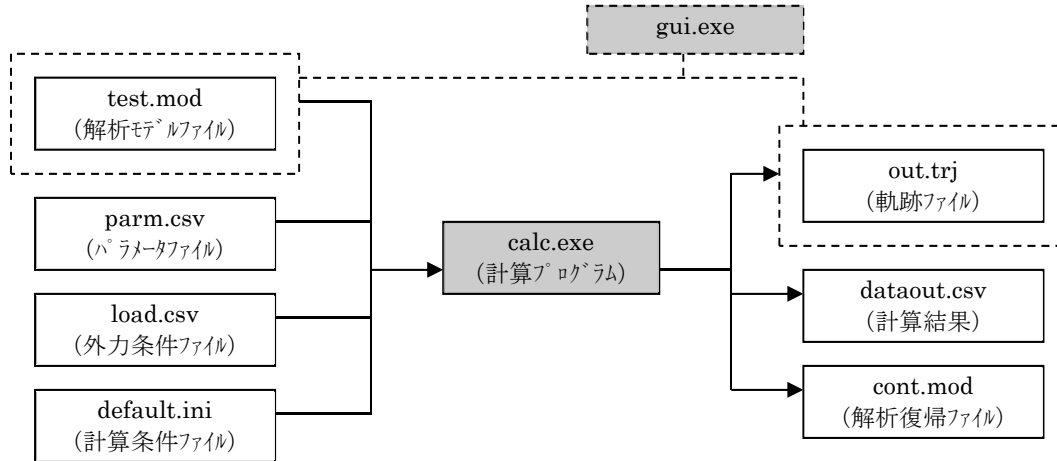 gui.exe
test.mod
(解析ﾓﾃﾞﾙﾌｧｲﾙ)
parm.csv
(ﾊﾟﾗﾒｰﾀﾌｧｲﾙ)
load.csv
(外力条件ﾌｧｲﾙ)
default.ini
(計算条件ﾌｧｲﾙ)
calc.exe
(計算ﾌﾟﾛｸﾞﾗﾑ)
out.trj
(軌跡ﾌｧｲﾙ)
dataout.csv
(計算結果)
cont.mod
(解析復帰ﾌｧｲﾙ)